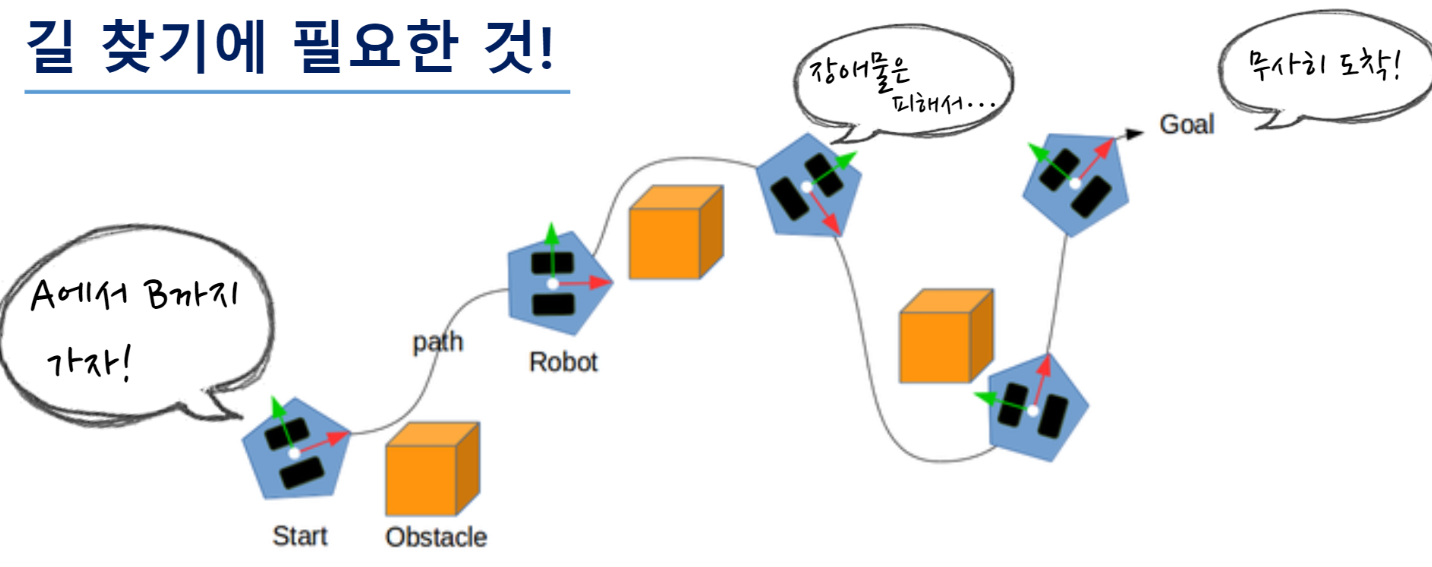 길 찾기에 필요한 것!
장애물은
피해서...
무사히 도착!
Goal
A에서 B까지
가자!
path
Robot
Start
Obstacle